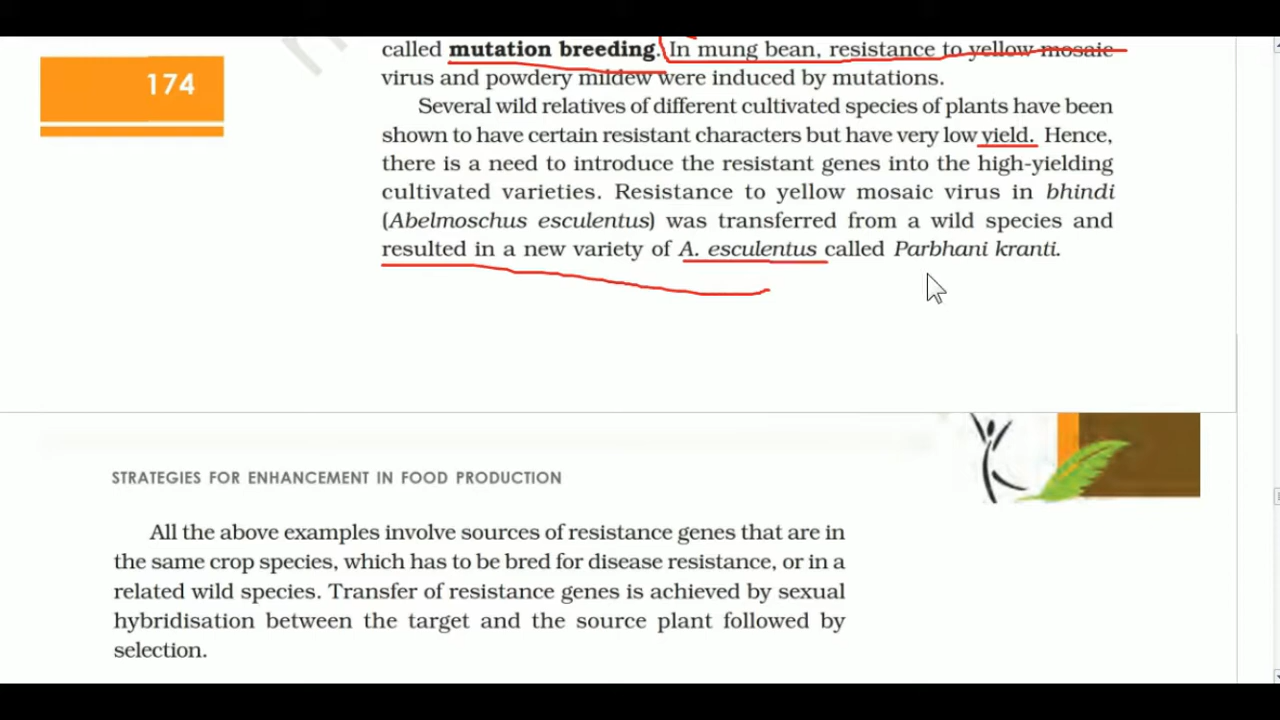 called mutation breeding. In mung bean, resistance to yellow mosaic
174
virus and powdery mildew were induced by mutations.
Several wild relatives of different cultivated species of plants have been
shown to have certain resistant characters but have very low yield. Hence,
there is a need to introduce the resistant genes into the high-yielding
cultivated varieties. Resistance to yellow mosaic virus in bhindi
(Abelmoschus esculentus) was transferred from a wild species and
resulted in a new variety of A. esculentus called Parbhani kranti.
STRATEGIES FOR ENHANCEMENT IN FOOD PRODUCTION
All the above examples involve sources of resistance genes that are in
the same crop species, which has to be bred for disease resistance, or in a
related wild species. Transfer of resistance genes is achieved by sexual
hybridisation between the target and the source plant followed by
selection.